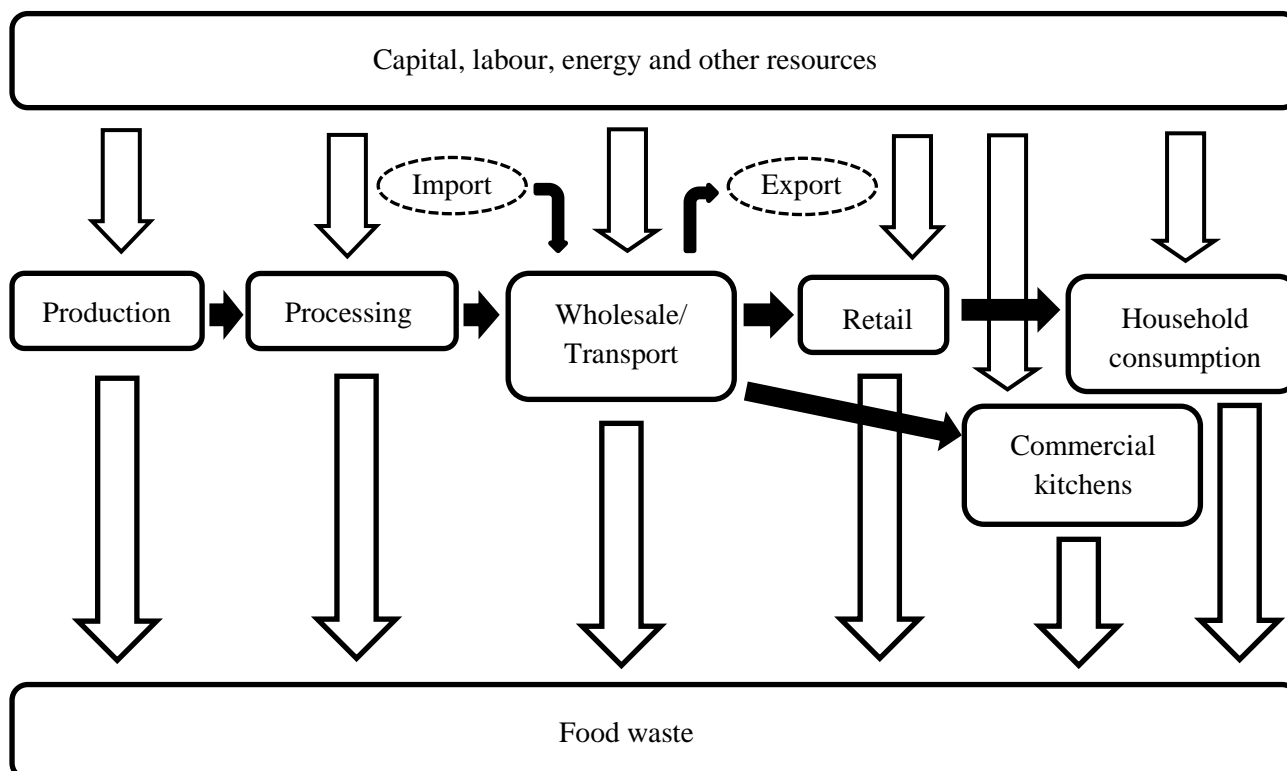 Capital, labour, energy and other resources
Import
Export
Production
Processing
Wholesale/
Transport
Retail
Household
consumption
Commercial
kitchens
Food waste